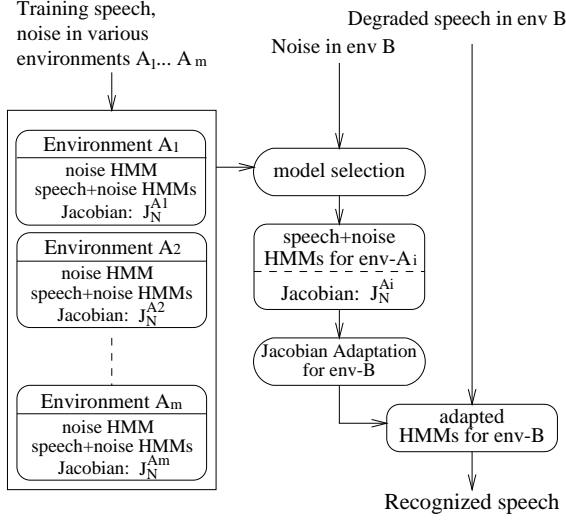 Training speech,
noise in various
environments A1... Am
Degraded speech in env B
Noise in env B
Environment A1
noise HMM
speech+noise HMMs
Jacobian: J_N^A1
Environment A2
noise HMM
speech+noise HMMs
Jacobian: J_N^A2
Environment Am
noise HMM
speech+noise HMMs
Jacobian: J_N^Am
model selection
speech+noise
HMMs for env-Ai
Jacobian: J_N^Ai
Jacobian Adaptation
for env-B
adapted
HMMs for env-B
Recognized speech